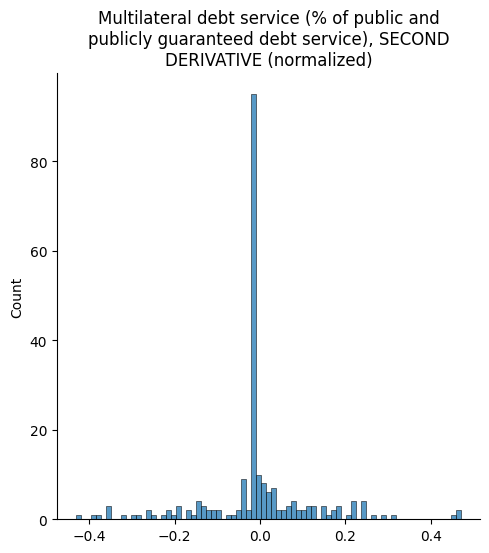 Multilateral debt service (% of public and
publicly guaranteed debt service), SECOND
DERIVATIVE (normalized)
Count
80
60
40
20
0
−0.4 −0.2 0.0 0.2 0.4